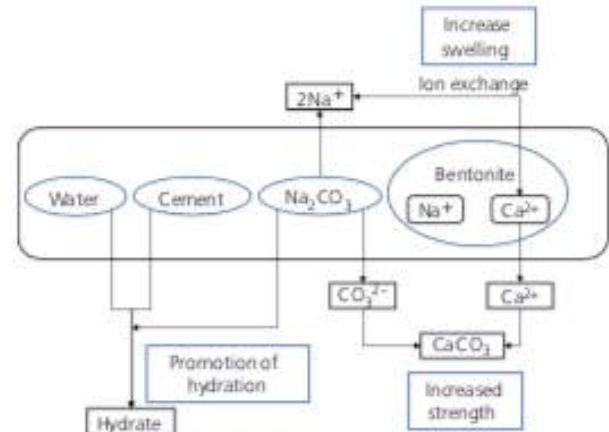 Increase
swelling
Ion exchange
2Na⁺
Bentonite
Water
Cement
Na₂CO₃
Na⁺
Ca²⁺
CO₃²⁻
Ca²⁺
CaCO₃
Promotion of
hydration
Increased
strength
Hydrate